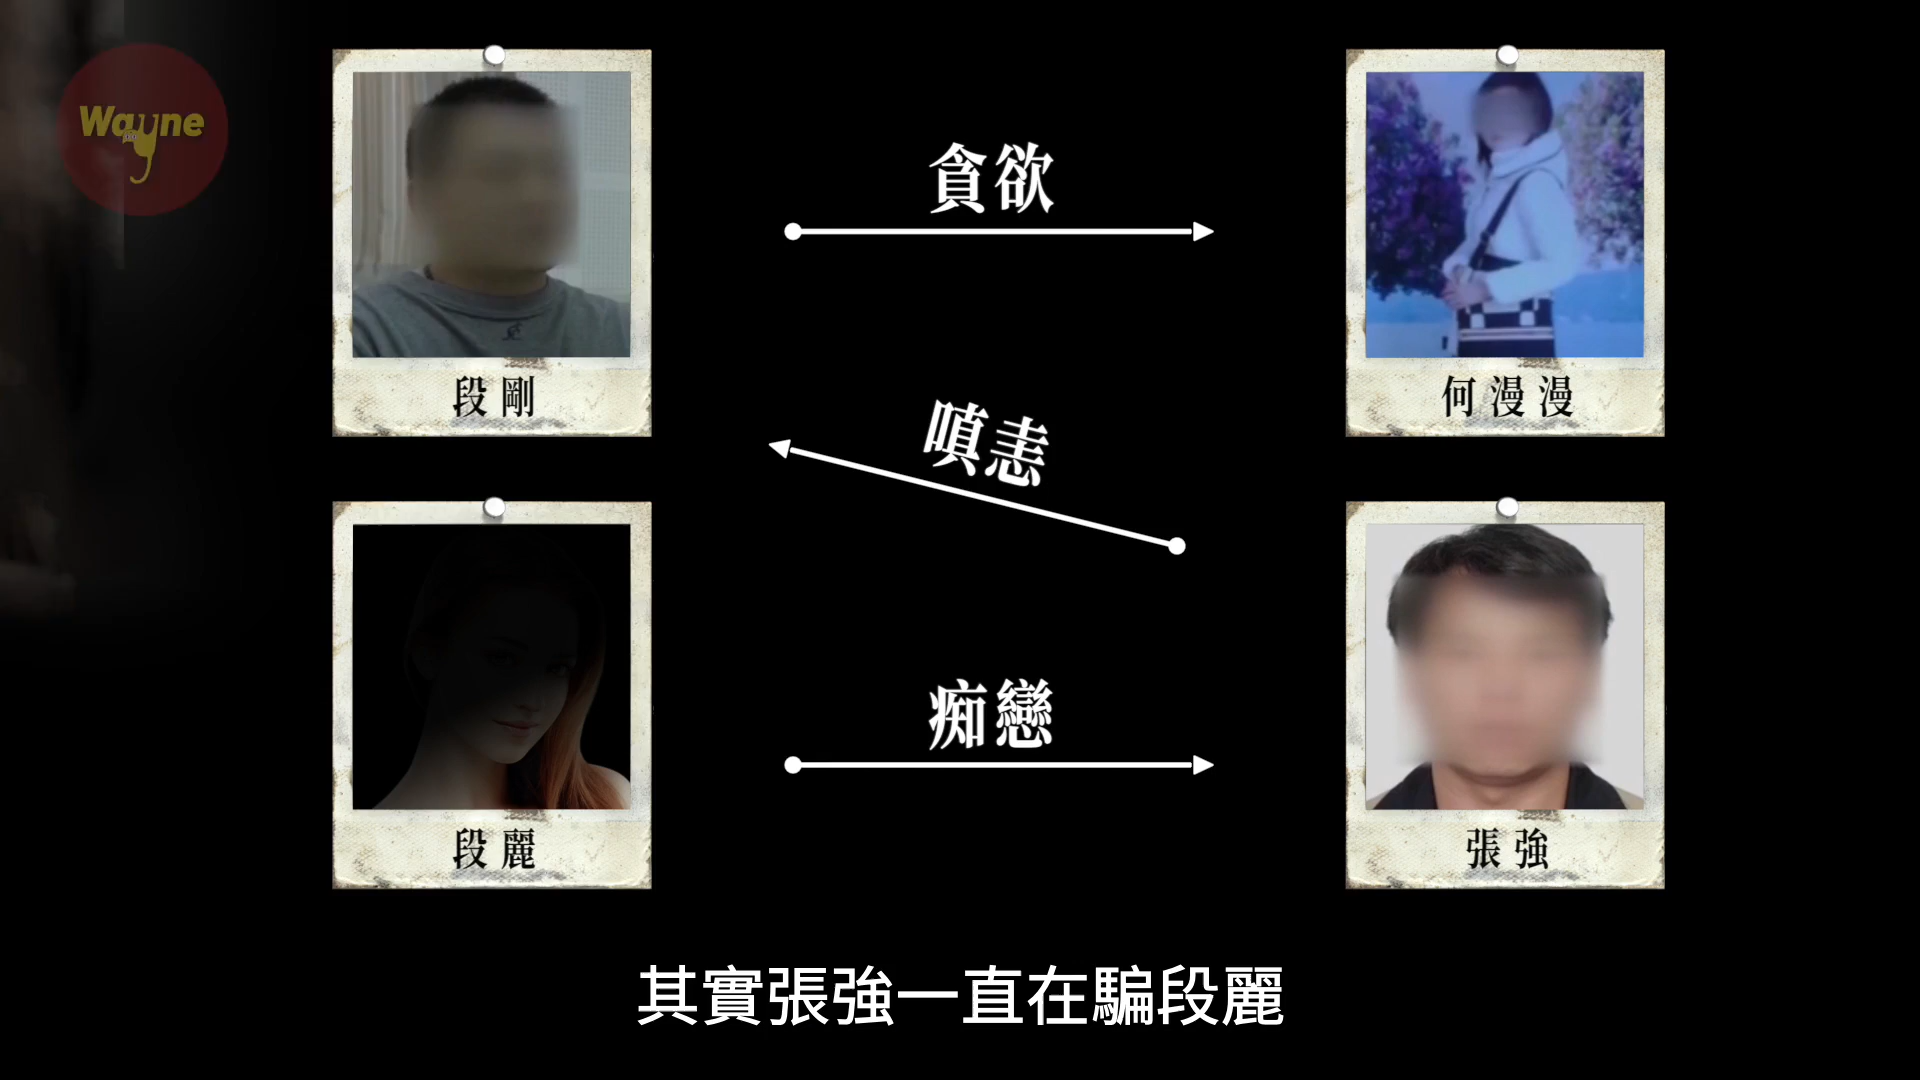 Wayne
貪欲
段剛
何漫漫
嗔恚
痴戀
段麗
張強
其實張強一直在騙段麗